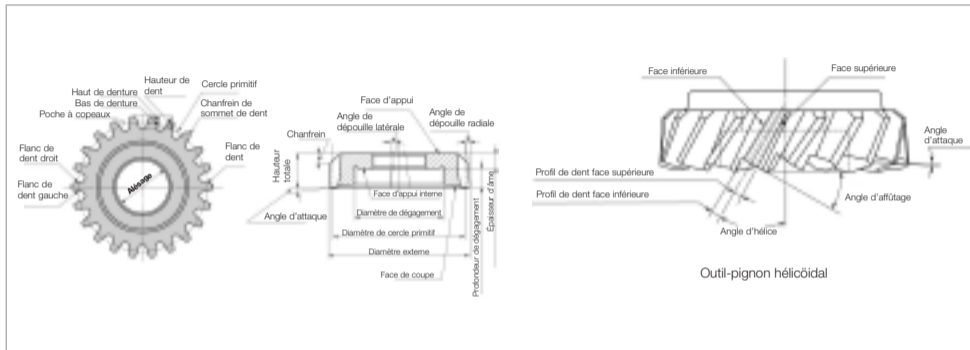 Hauteur de
dent
Haut de denture
Bas de denture
Poche à copeaux
Cercle primitif
Chanfrein de
sommet de dent
Flanc de
dent droit
Flanc de
dent
Flanc de
dent gauche
Alésage
Face d'appui
Angle de
dépouille latérale
Angle de
dépouille radiale
Chanfrein
Hauteur
totale
Angle d'attaque
Face d'appui interne
Diamètre de dégagement
Diamètre de cercle primitif
Diamètre externe
Face de coupe
Profondeur de dégagement
Epaisseur d'âme
Face inférieure
Face supérieure
Angle
d'attaque
Profil de dent face supérieure
Profil de dent face inférieure
Angle d'affûtage
Angle d'hélice
Outil-pignon hélicöidal